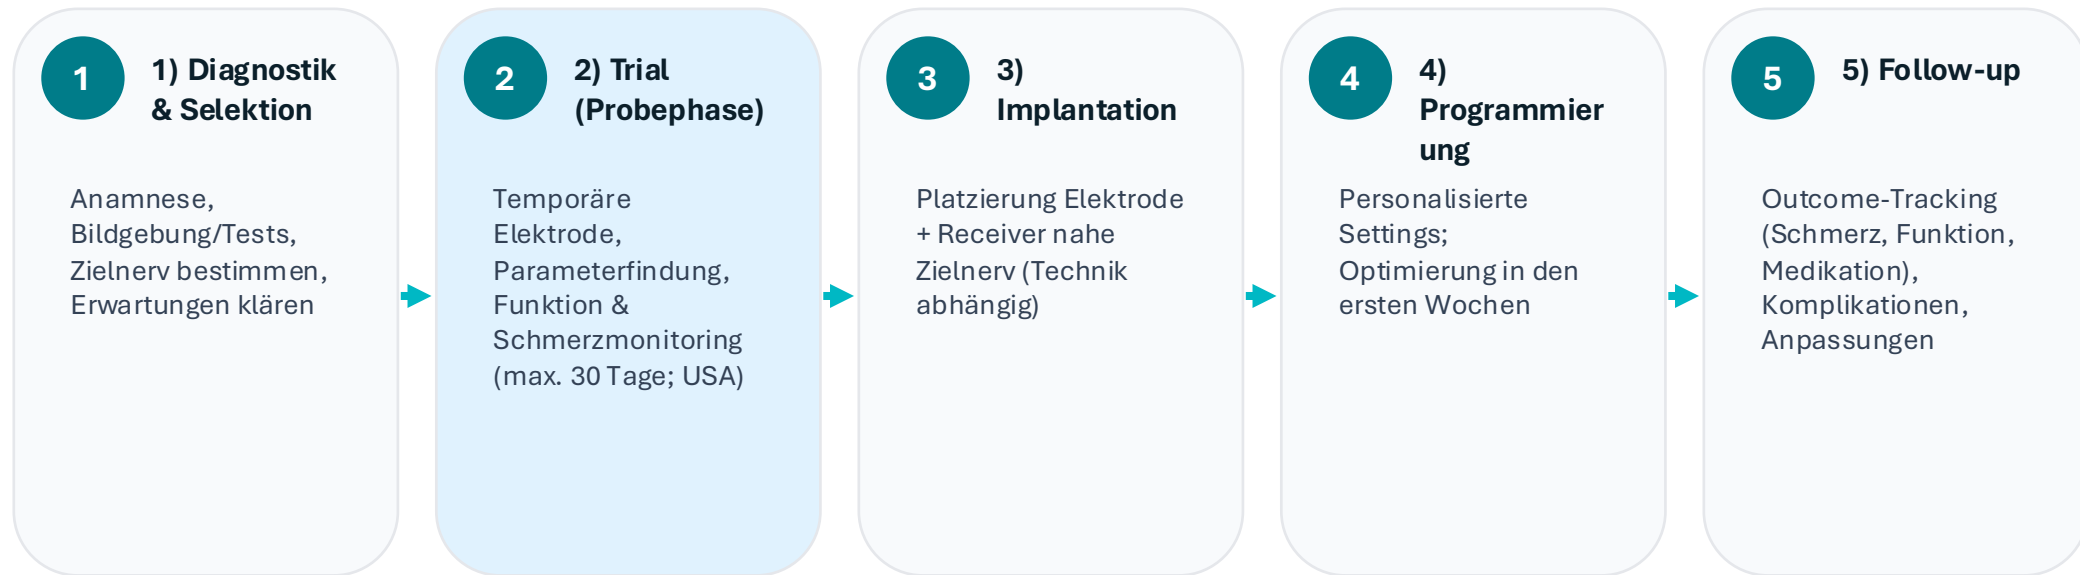 1
1) Diagnostik
& Selektion
Anamnese,
Bildgebung/Tests,
Zielnerv bestimmen,
Erwartungen klären
2
2) Trial
(Probephase)
Temporäre
Elektrode,
Parameterfindung,
Funktion &
Schmerzmonitoring
(max. 30 Tage; USA)
3
3)
Implantation
Platzierung Elektrode
+ Receiver nahe
Zielnerv (Technik
abhängig)
4
4)
Programmier
ung
Personalisierte
Settings;
Optimierung in den
ersten Wochen
5
5) Follow-up
Outcome-Tracking
(Schmerz, Funktion,
Medikation),
Komplikationen,
Anpassungen